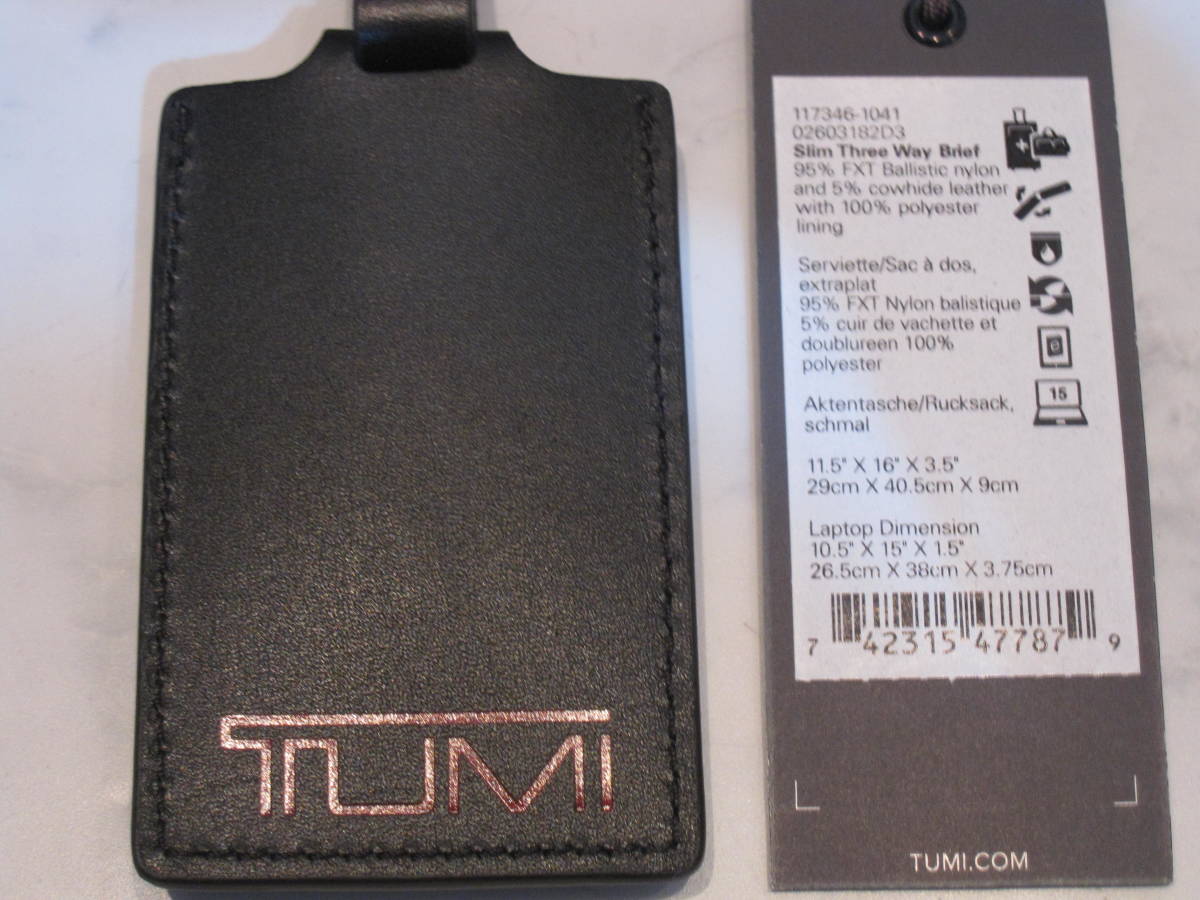 TUMI
117346-1041
02603182D3
Slim Three Way Brief
95% FXT Ballistic nylon
and 5% cowhide leather
with 100% polyester
lining
Serviette/Sac à dos,
extraplat
95% FXT Nylon balistique
5% cuir de vachette et
doublureen 100%
polyester
Aktentasche/Rucksack,
schmal
15
11.5" X 16" X 3.5"
29cm X 40.5cm X 9cm
Laptop Dimension
10.5" X 15" X 1.5"
26.5cm X 38cm X 3.75cm
7 42315 47787 9
TUMI.COM